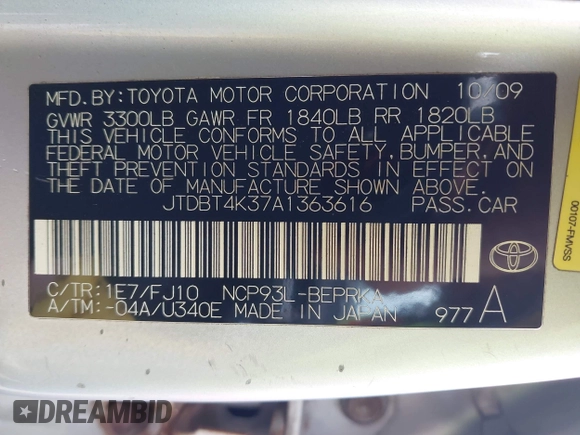 MFD.BY:TOYOTA MOTOR CORPORATION 10/09
GVWR 3300LB GAWR FR 1840LB RR 1820LB
THIS VEHICLE CONFORMS TO ALL APPLICABLE
FEDERAL MOTOR VEHICLE SAFETY, BUMPER, AND
THEFT PREVENTION STANDARDS IN EFFECT ON
THE DATE OF MANUFACTURE SHOWN ABOVE.
JTDBT4K37A1363616 PASS.CAR
C/TR:1E7/FJ10 NCP93L-BEPRKA
A/TM:-04A/U340E MADE IN JAPAN 977 A
00107-FMVSS
DREAMBID